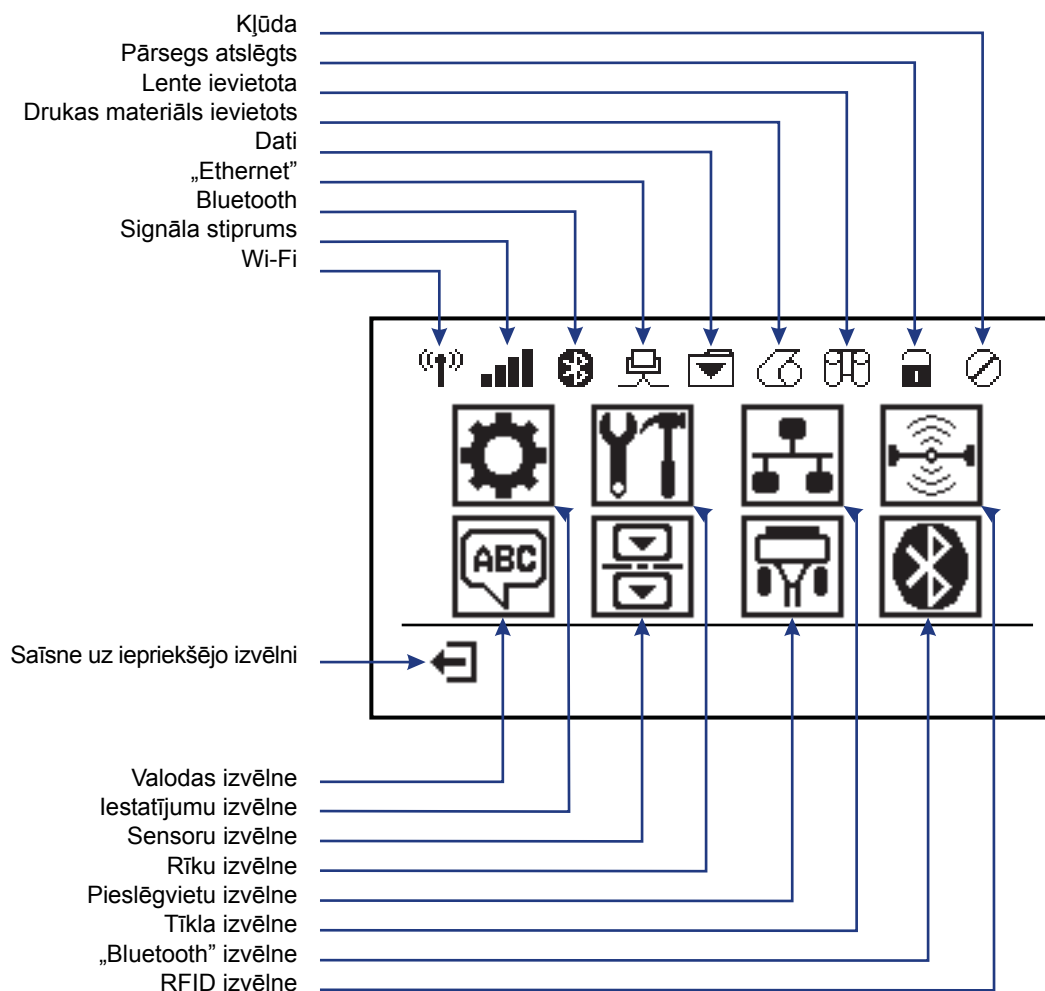 Kļūda
Pārsegs atslēgts
Lente ievietota
Drukas materiāls ievietots
Dati
„Ethernet”
Bluetooth
Signāla stiprums
Wi-Fi
ABC
Saīsne uz iepriekšējo izvēlni
Valodas izvēlne
Iestatījumu izvēlne
Sensoru izvēlne
Rīku izvēlne
Pieslēgvietu izvēlne
Tīkla izvēlne
„Bluetooth” izvēlne
RFID izvēlne